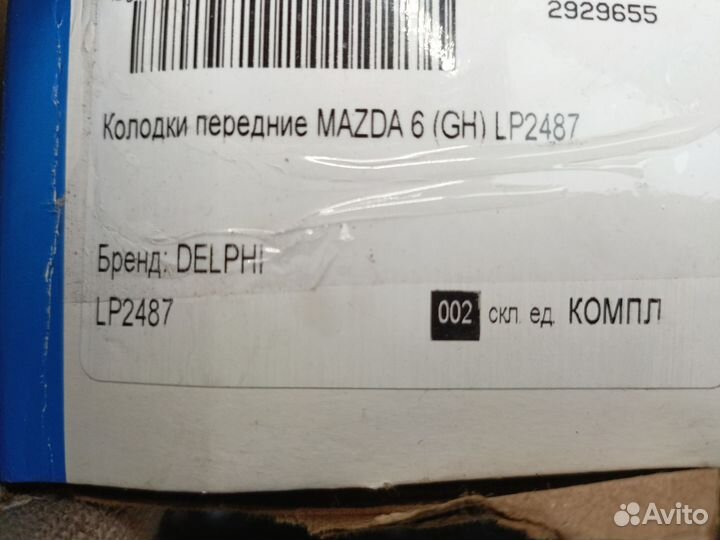 2929655
Колодки передние MAZDA 6 (GH) LP2487
Бренд: DELPHI
LP2487
002 скл. ед. КОМПЛ
Avito